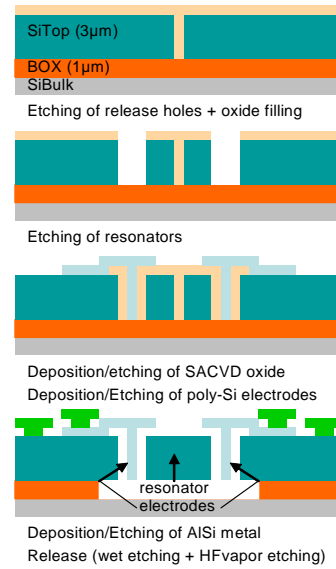 SiTop (3µm)
BOX (1µm)
SiBulk
Etching of release holes + oxide filling
Etching of resonators
Deposition/etching of SACVD oxide
Deposition/Etching of poly-Si electrodes
resonator
electrodes
Deposition/Etching of AlSi metal
Release (wet etching + HFvapor etching)